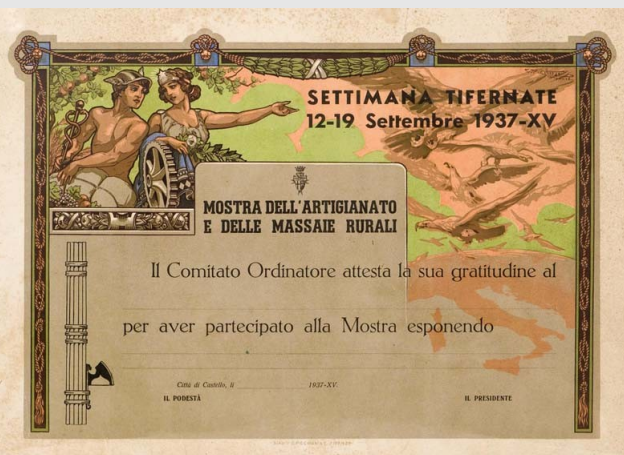 SETTIMANA TIFERNATE
12-19 Settembre 1937-XV
MOSTRA DELL'ARTIGIANATO
E DELLE MASSAIE RURALI
Il Comitato Ordinatore attesta la sua gratitudine al
per aver partecipato alla Mostra esponendo
Città di Castello, li 1937-XV.
IL PODESTÀ IL PRESIDENTE